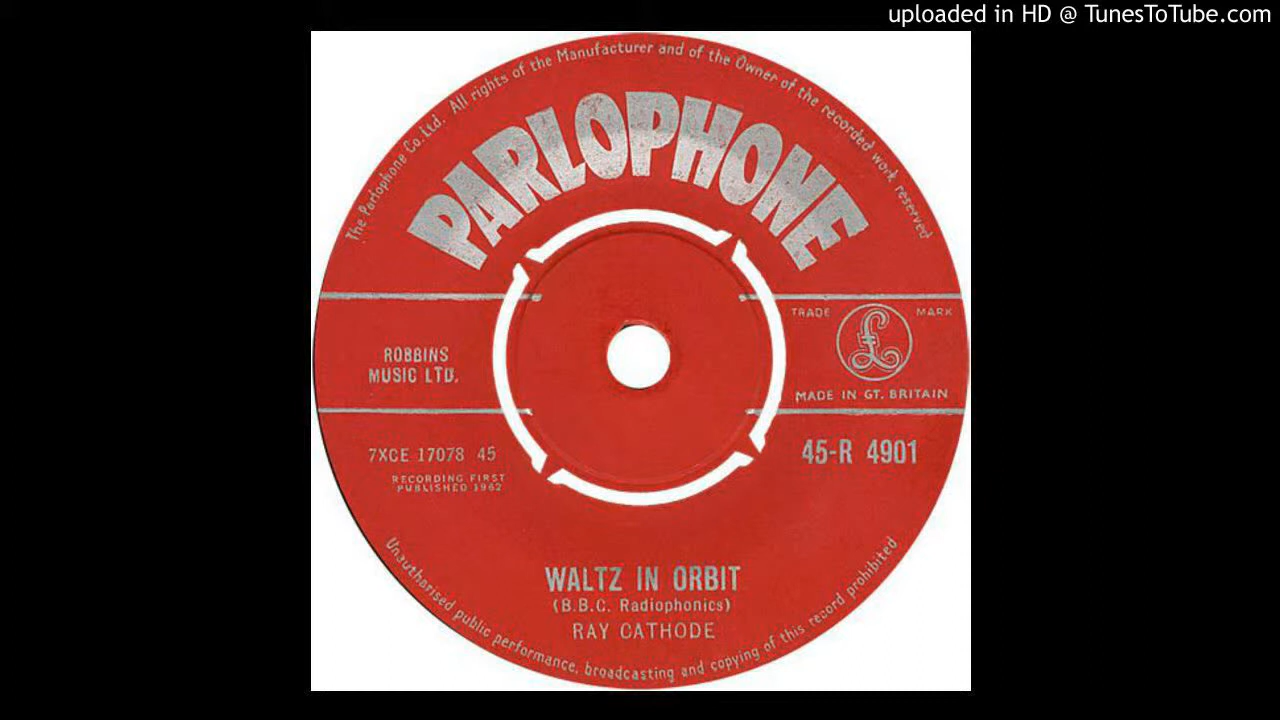 uploaded in HD @ TunesToTube.com
The Parlophone Co. Ltd. All rights of the Manufacturer and of the Owner of the recorded work reserved
PARLOPHONE
TRADE MARK
£
ROBBINS
MUSIC LTD.
MADE IN GT. BRITAIN
7XCE 17078 45
45-R 4901
RECORDING FIRST
PUBLISHED 1962
WALTZ IN ORBIT
(B.B.C. Radiophonics)
RAY CATHODE
Unauthorised public performance, broadcasting and copying of this record prohibited